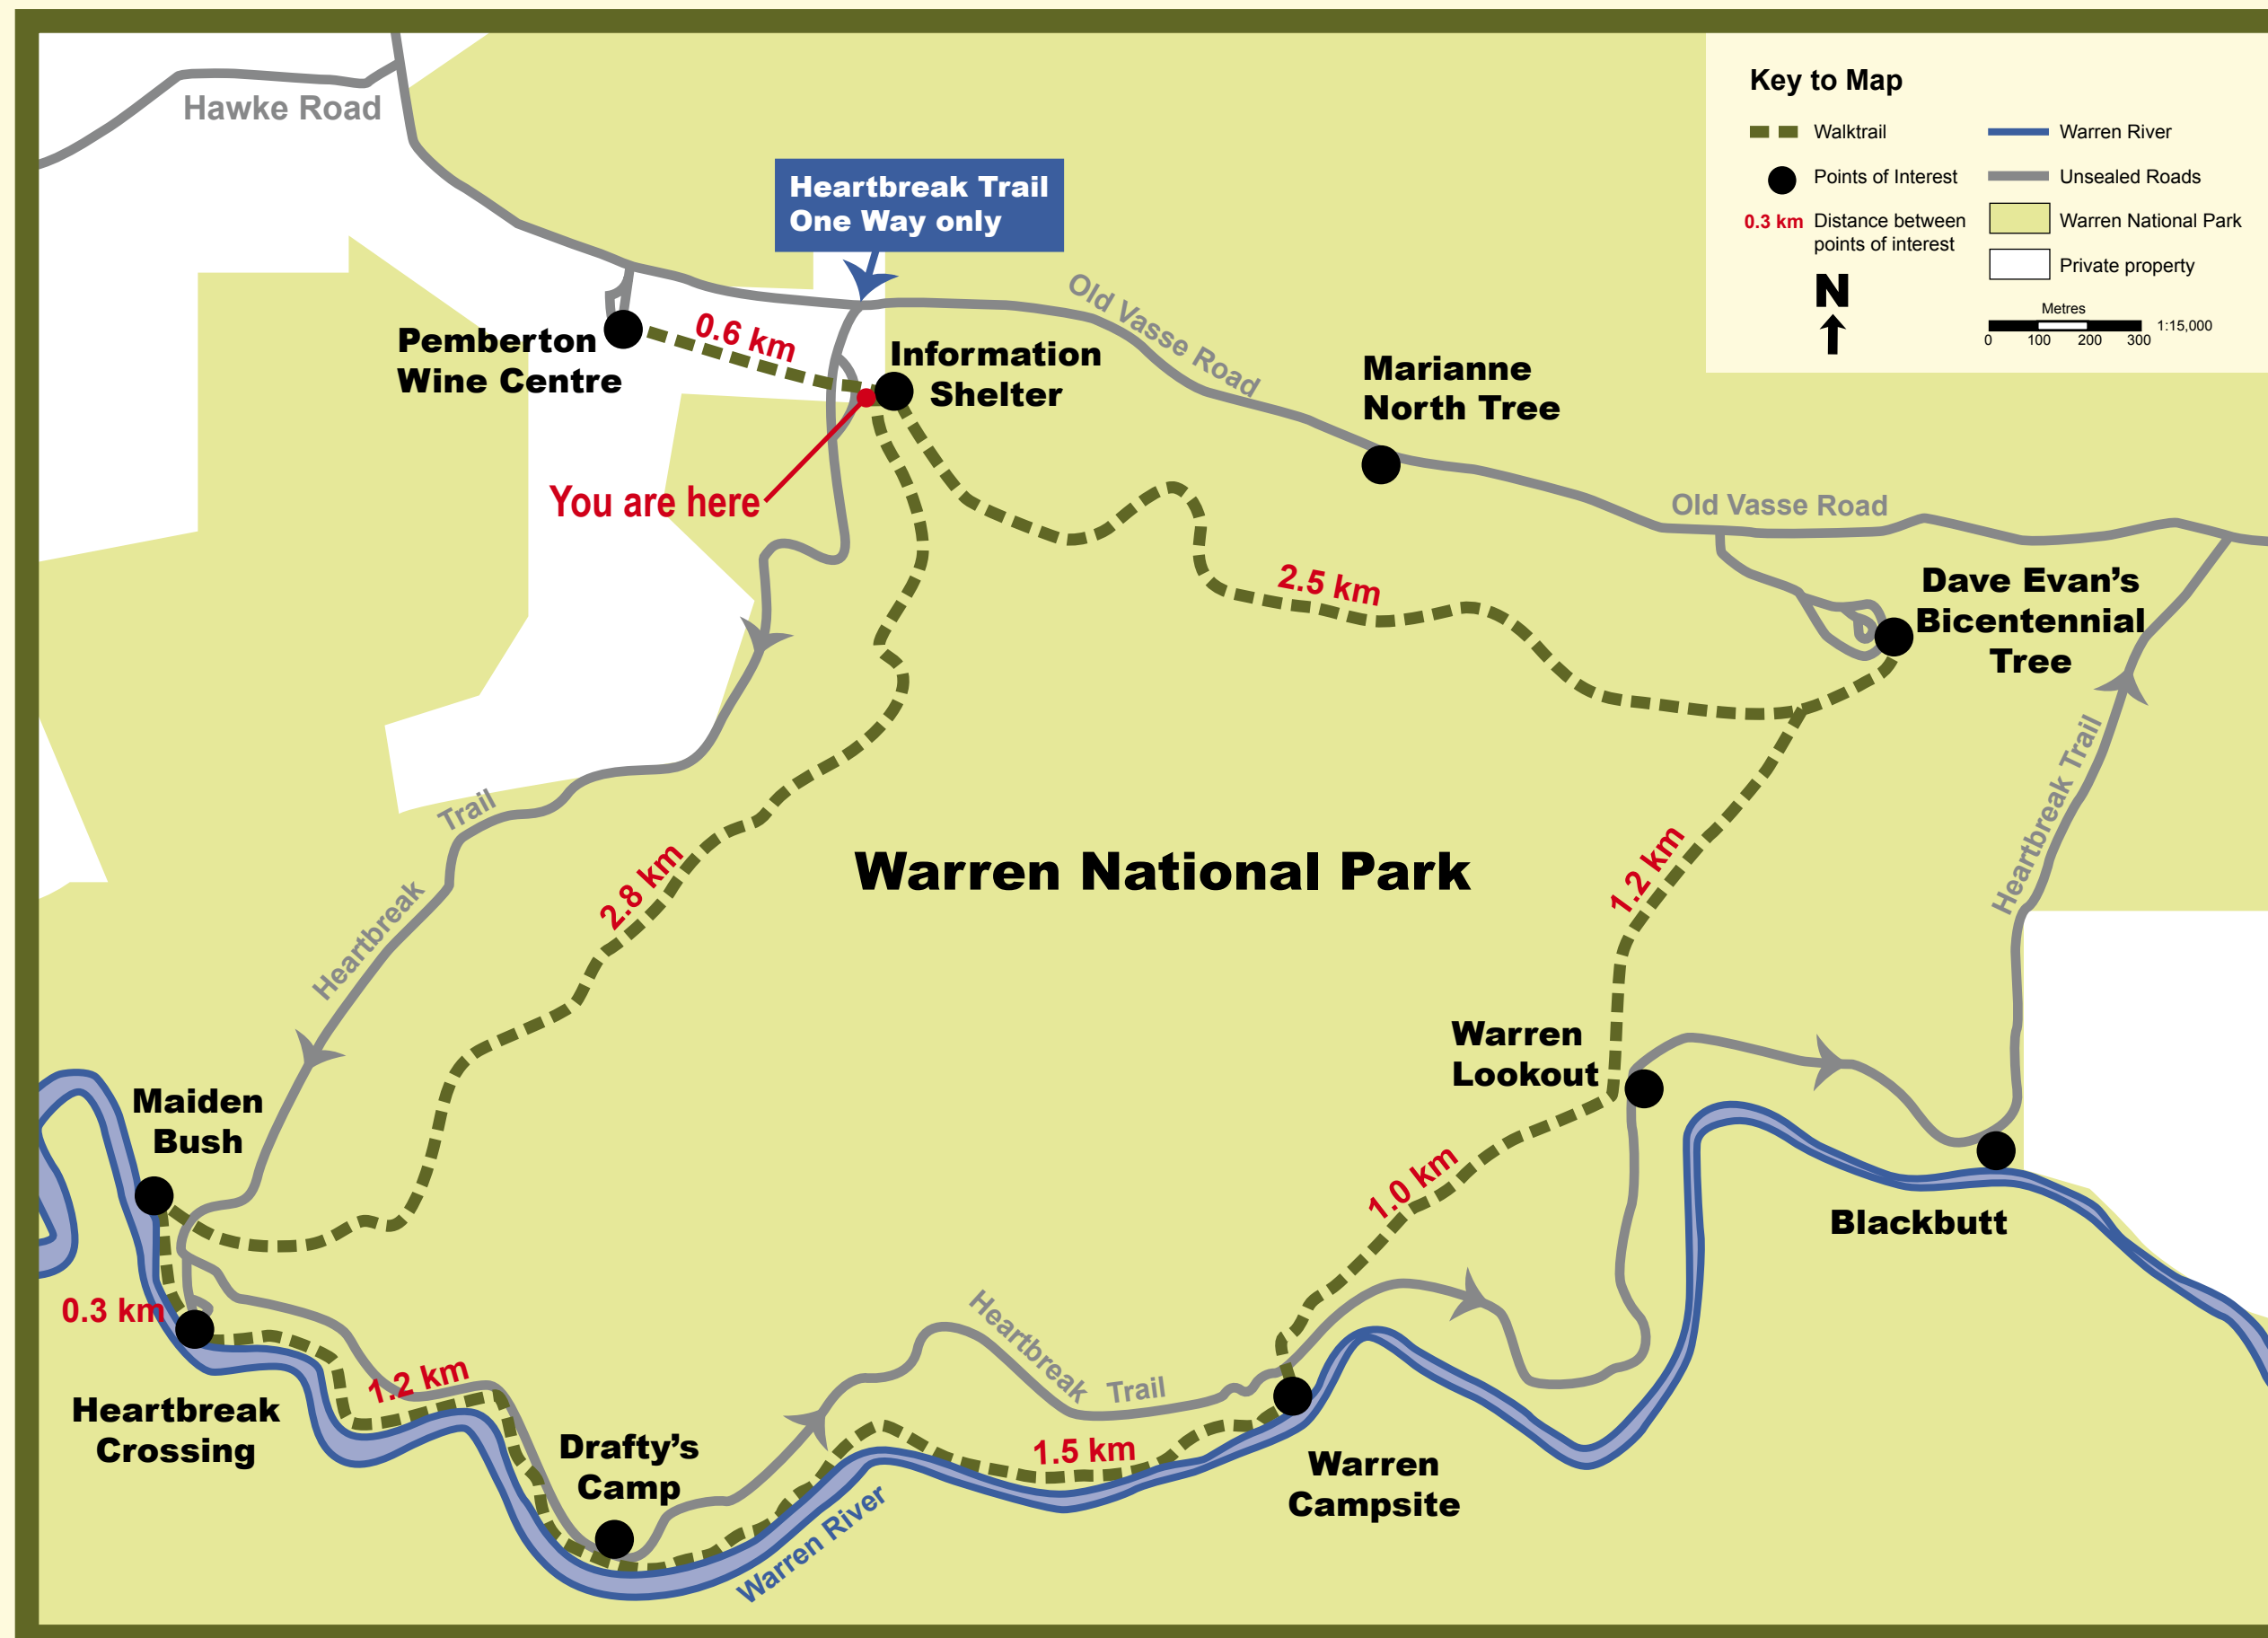 Key to Map
Walktrail
Warren River
Points of Interest
Unsealed Roads
0.3 km
Distance between
points of interest
Warren National Park
Private property
N
Metres
1:15,000
0 100 200 300
Hawke Road
Heartbreak Trail
One Way only
Old Vasse Road
Pemberton
Wine Centre
0.6 km
Information
Shelter
Marianne
North Tree
You are here
Old Vasse Road
2.5 km
Dave Evan’s
Bicentennial
Tree
Heartbreak Trail
Trail
Heartbreak
2.8 km
Warren National Park
1.2 km
Warren
Lookout
Maiden
Bush
1.0 km
Blackbutt
0.3 km
Heartbreak
Trail
1.2 km
Heartbreak
Crossing
Drafty’s
Camp
1.5 km
Warren
Campsite
Warren River